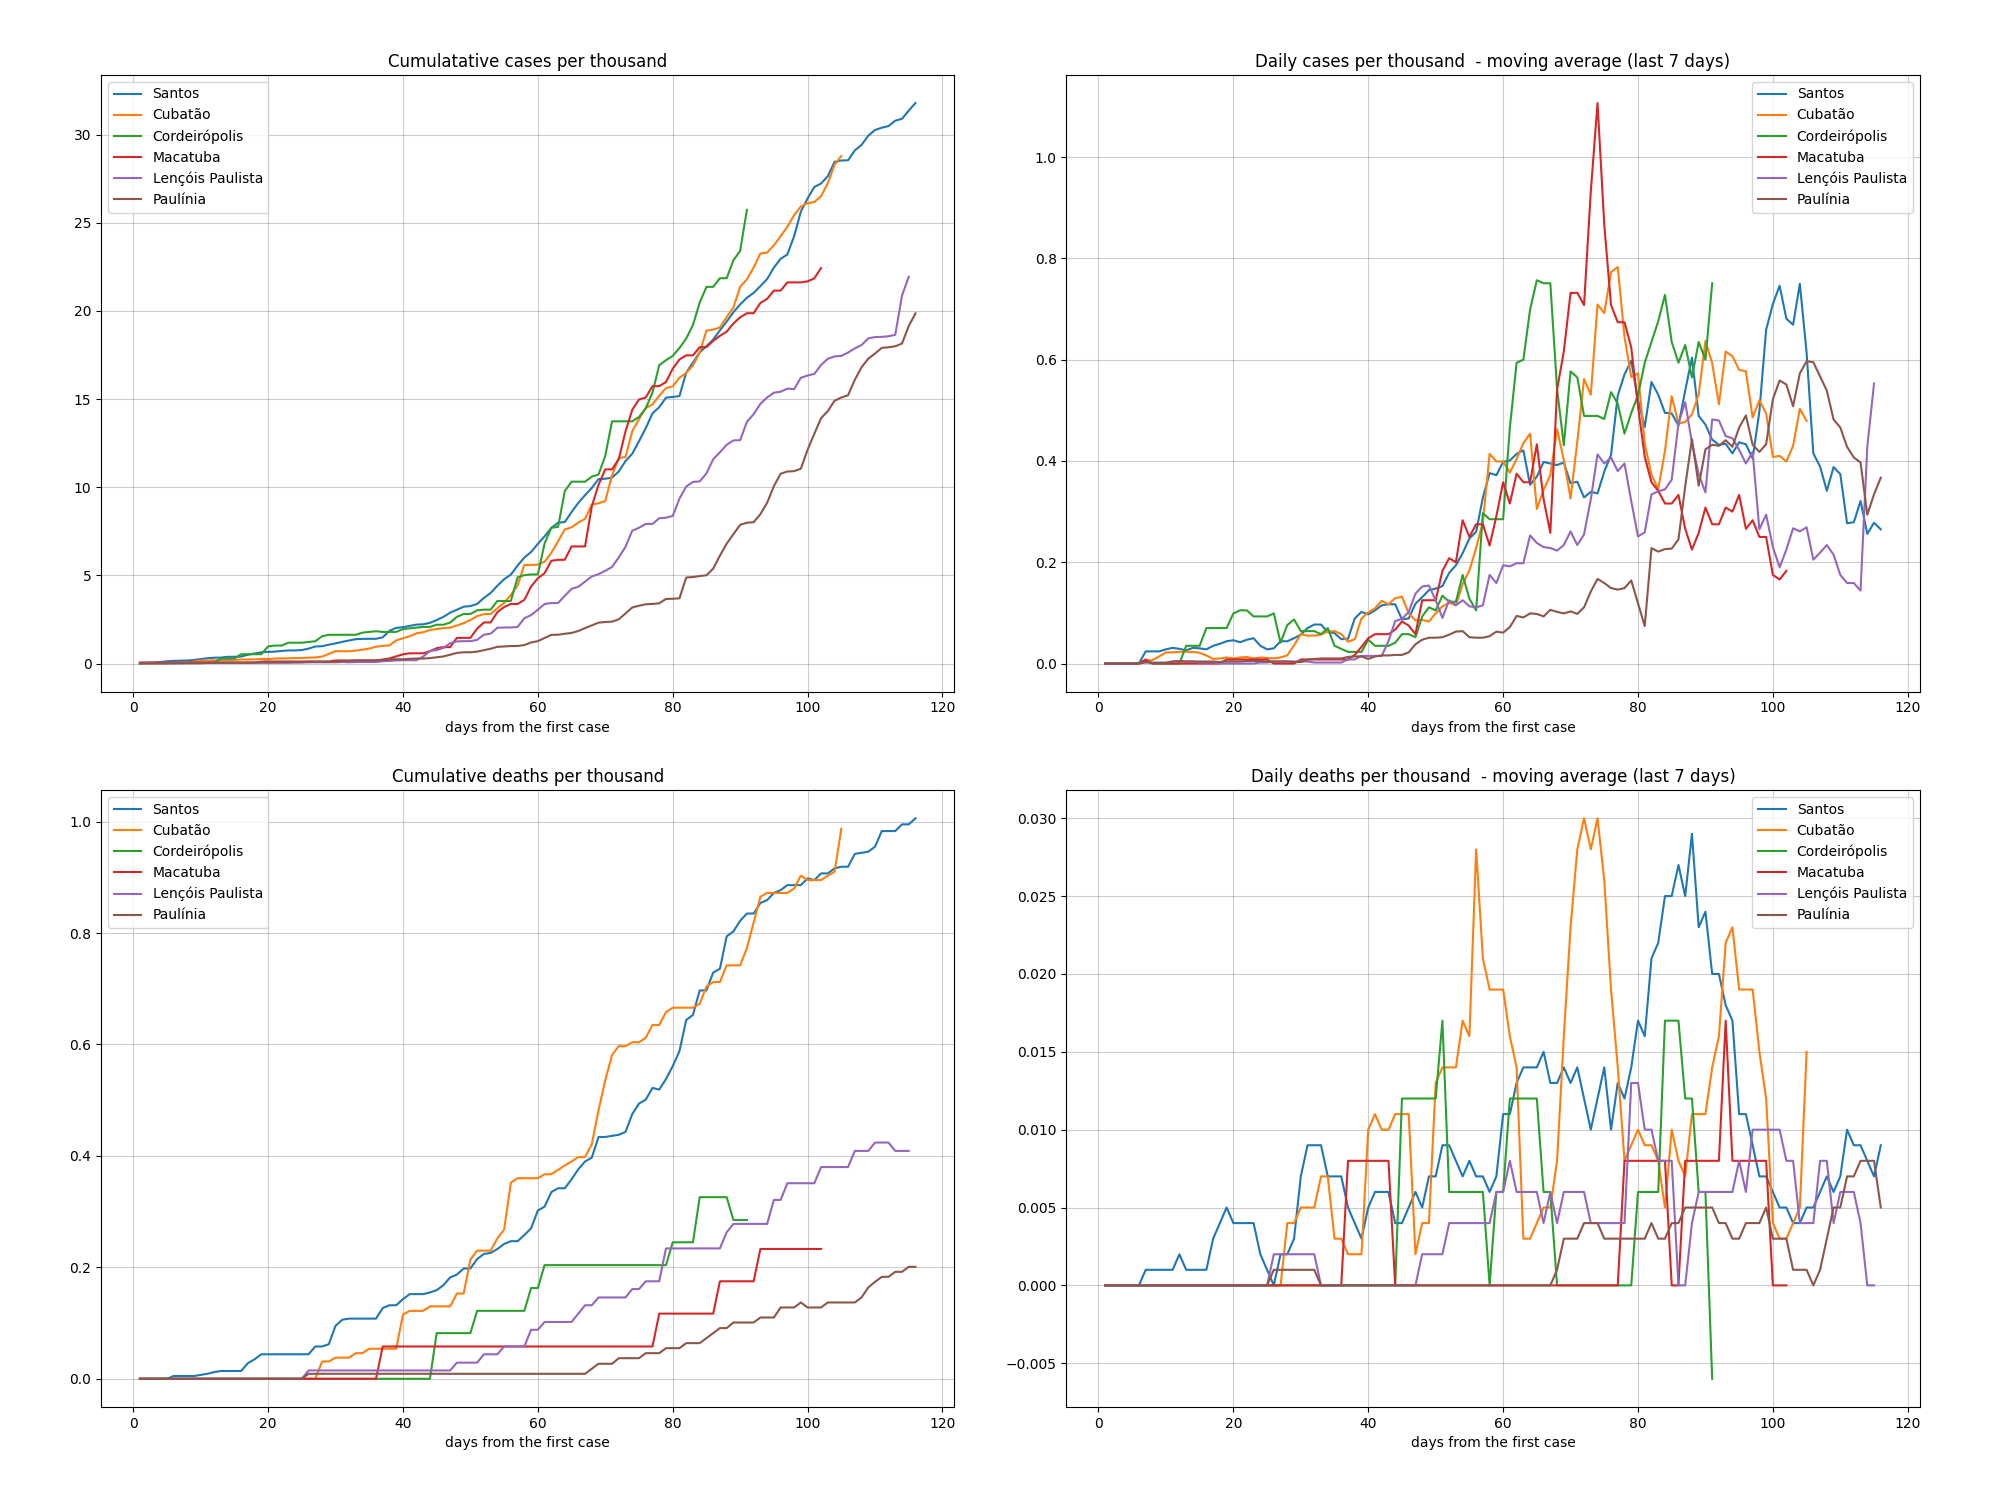 Cumulatative cases per thousand
Santos
Cubatão
Cordeirópolis
Macatuba
Lençóis Paulista
Paulínia
30
25
20
15
10
5
0
0 20 40 60 80 100 120
days from the first case
Daily cases per thousand - moving average (last 7 days)
Santos
Cubatão
Cordeirópolis
Macatuba
Lençóis Paulista
Paulínia
1.0
0.8
0.6
0.4
0.2
0.0
0 20 40 60 80 100 120
days from the first case
Cumulative deaths per thousand
Santos
Cubatão
Cordeirópolis
Macatuba
Lençóis Paulista
Paulínia
1.0
0.8
0.6
0.4
0.2
0.0
0 20 40 60 80 100 120
days from the first case
Daily deaths per thousand - moving average (last 7 days)
Santos
Cubatão
Cordeirópolis
Macatuba
Lençóis Paulista
Paulínia
0.030
0.025
0.020
0.015
0.010
0.005
0.000
−0.005
0 20 40 60 80 100 120
days from the first case